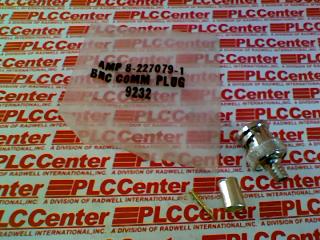 AMP 8-227079-1
BNC COMM PLUG
9232
PLCCenter
A DIVISION OF RADWELL INTERNATIONAL, INC.